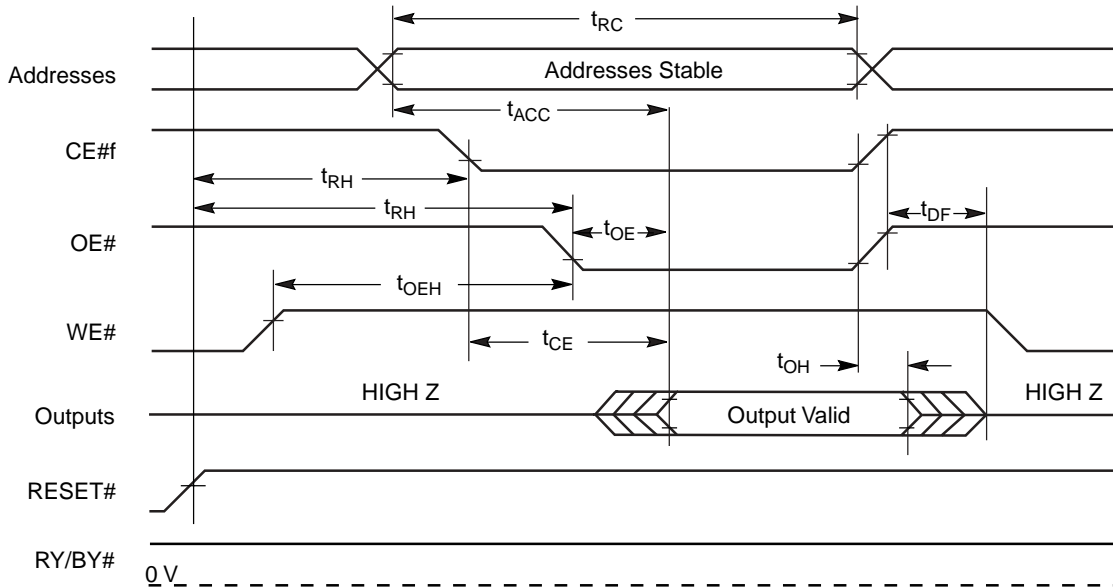 tRC
Addresses
Addresses Stable
tACC
CE#f
tRH
tRH
tDF
OE#
tOE
tOEH
WE#
tCE
tOH
HIGH Z
HIGH Z
Outputs
Output Valid
RESET#
RY/BY#
0 V